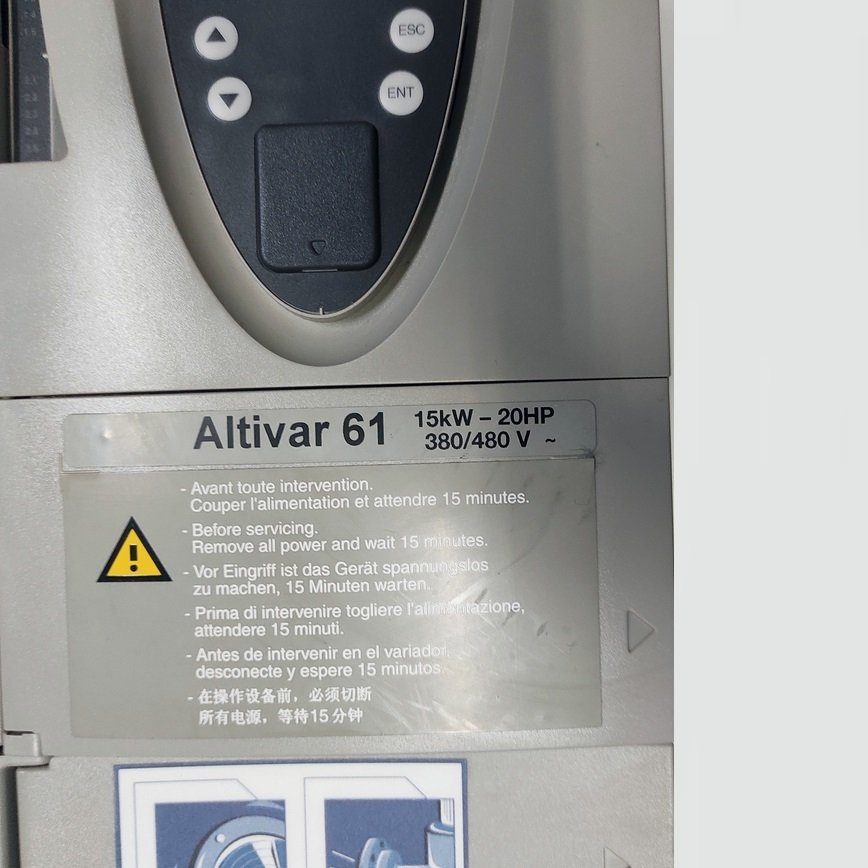 ESC
ENT
Altivar 61
15kW – 20HP
380/480 V ~
- Avant toute intervention.
Couper l'alimentation et attendre 15 minutes.
- Before servicing.
Remove all power and wait 15 minutes.
- Vor Eingriff ist das Gerät spannungslos
zu machen, 15 Minuten warten.
- Prima di intervenire togliere l'alimentazione,
attendere 15 minuti.
- Antes de intervenir en el variador,
desconecte y espere 15 minutos.
- 在操作设备前，必须切断
所有电源，等待15分钟